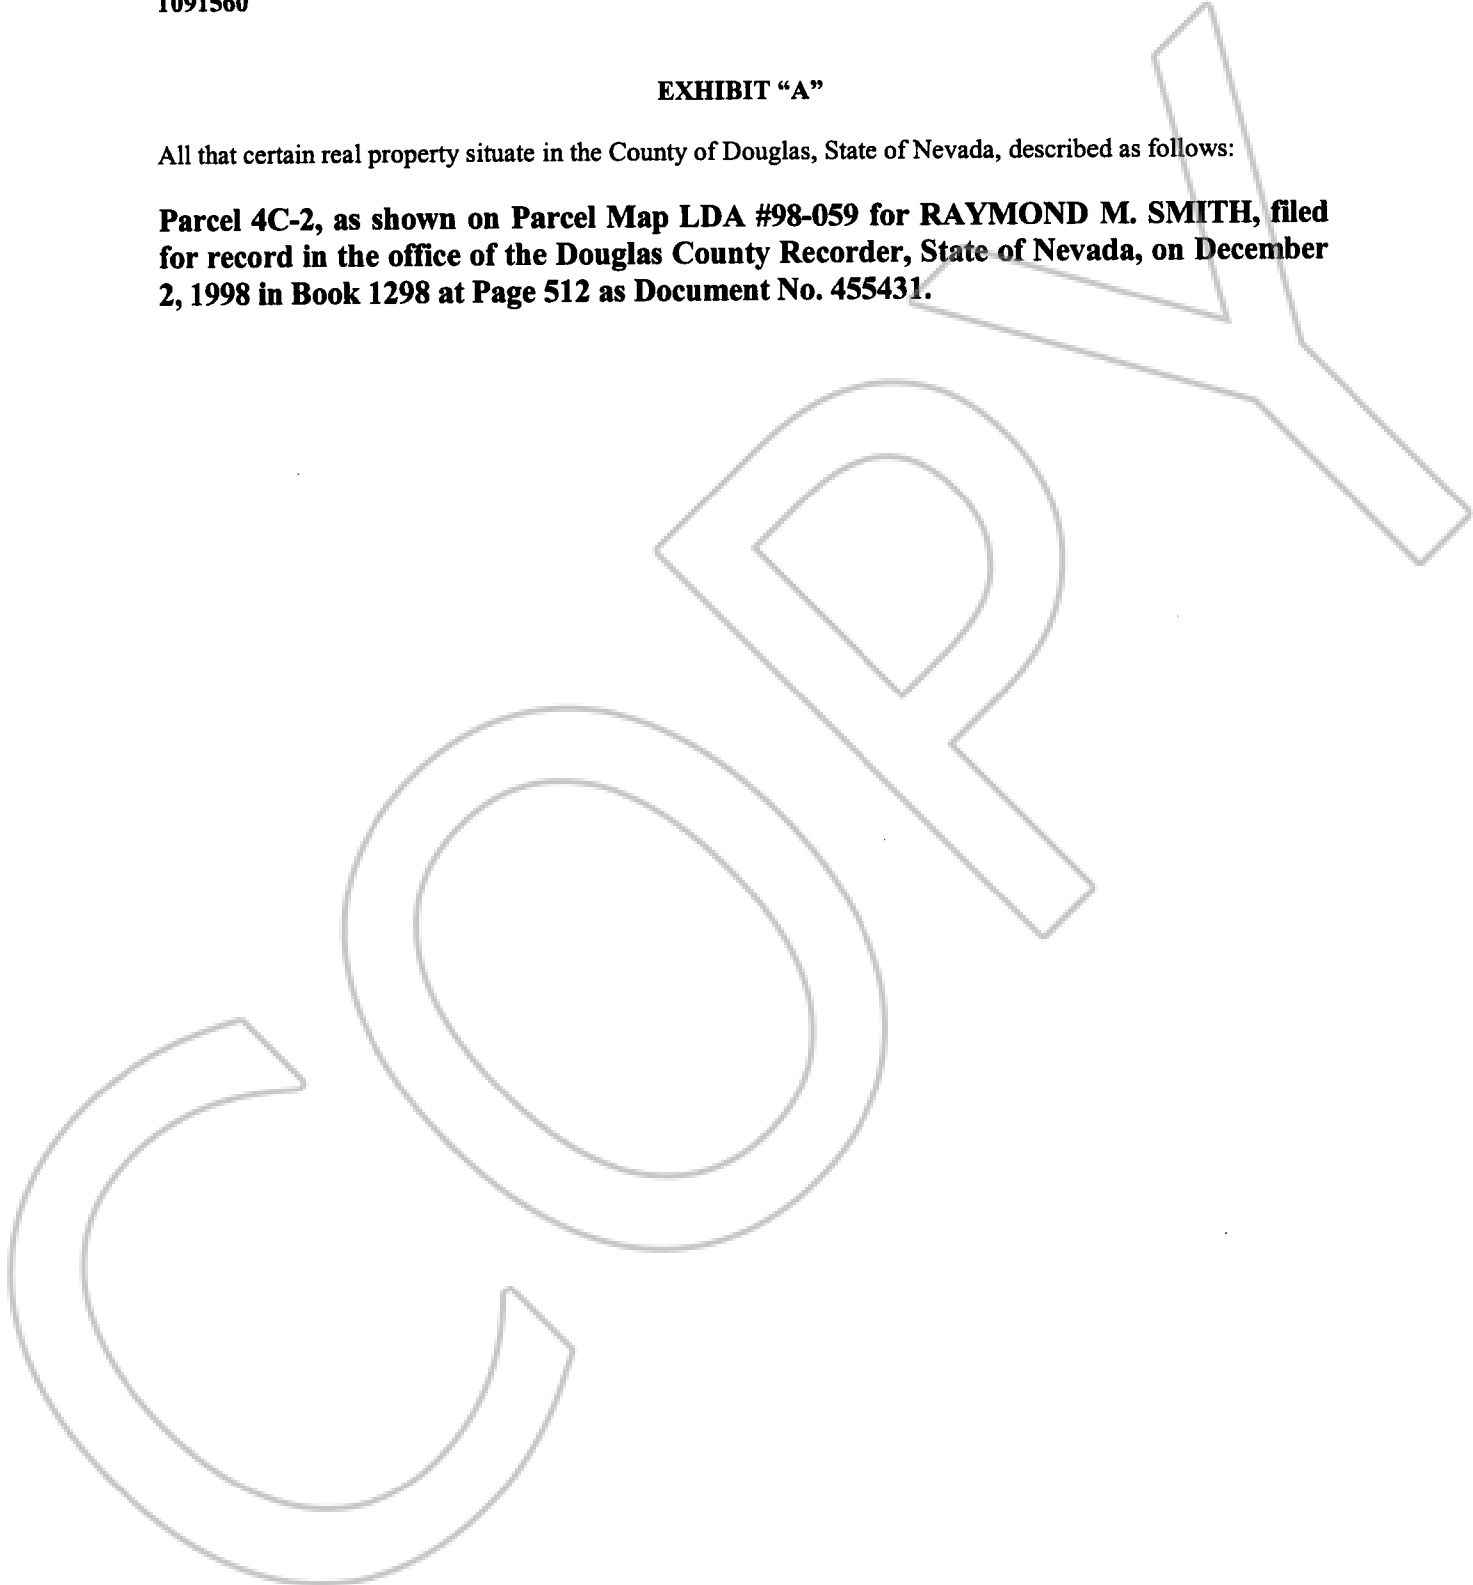 1091560
EXHIBIT “A”
All that certain real property situate in the County of Douglas, State of Nevada, described as follows:
Parcel 4C-2, as shown on Parcel Map LDA #98-059 for RAYMOND M. SMITH, filed
for record in the office of the Douglas County Recorder, State of Nevada, on December
2, 1998 in Book 1298 at Page 512 as Document No. 455431.
COPY